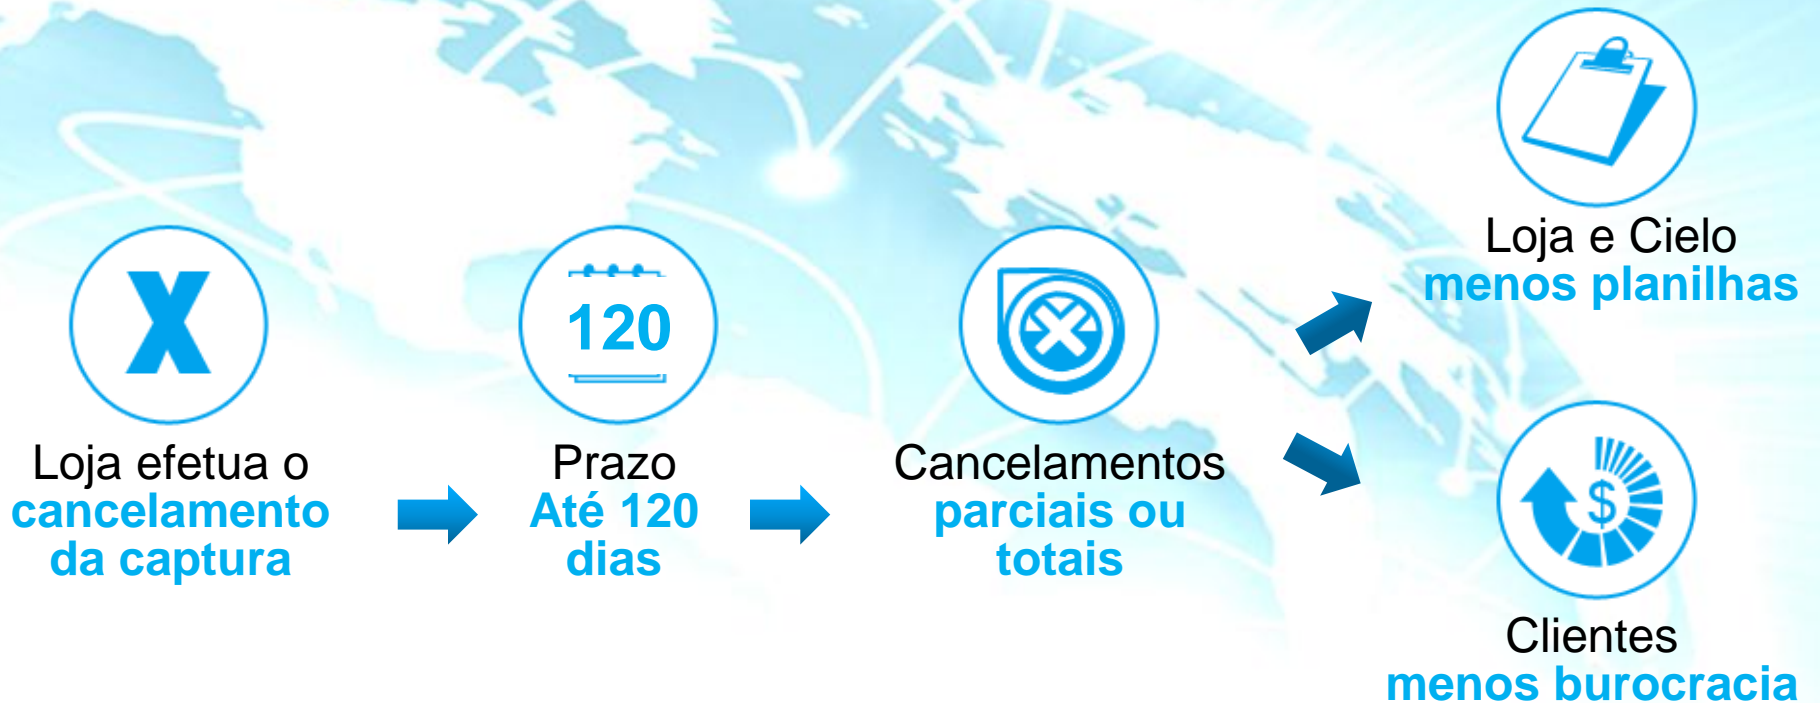 Loja efetua o
cancelamento
da captura
120
Prazo
Até 120
dias
Cancelamentos
parciais ou
totais
Loja e Cielo
menos planilhas
$
Clientes
menos burocracia